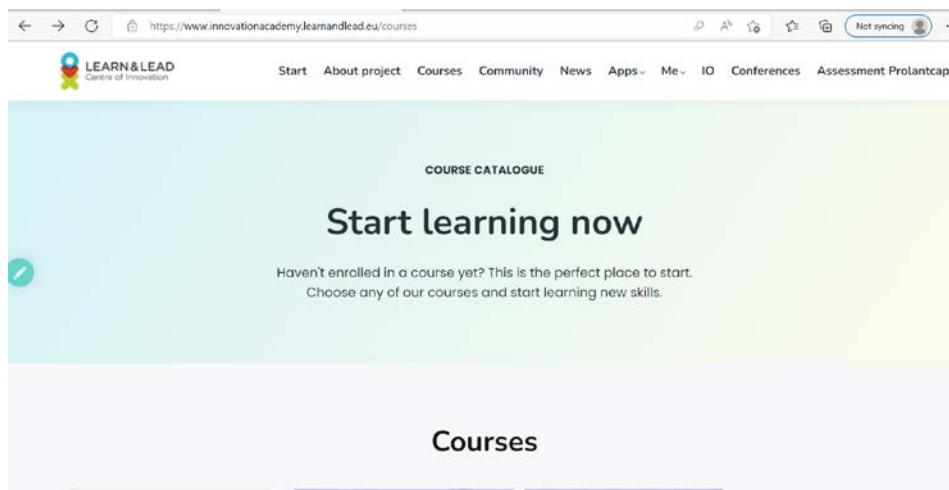 https://www.innovationacademy.learnandlead.eu/courses
Not syncing
LEARN&LEAD
Centre of Innovation
Start About project Courses Community News Apps Me IO Conferences Assessment Prolantcap
COURSE CATALOGUE
Start learning now
Haven't enrolled in a course yet? This is the perfect place to start.
Choose any of our courses and start learning new skills.
Courses